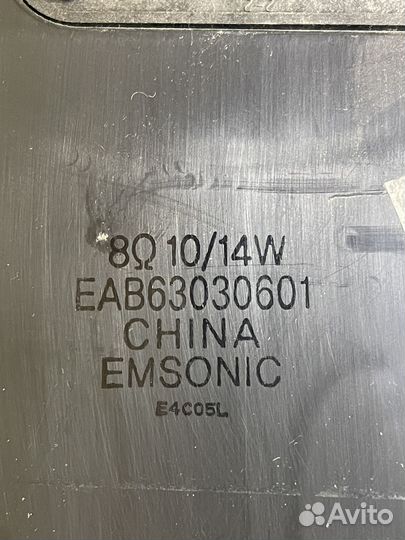 8Ω 10/14W
EAB63030601
CHINA
EMSONIC
E4C05L
Avito